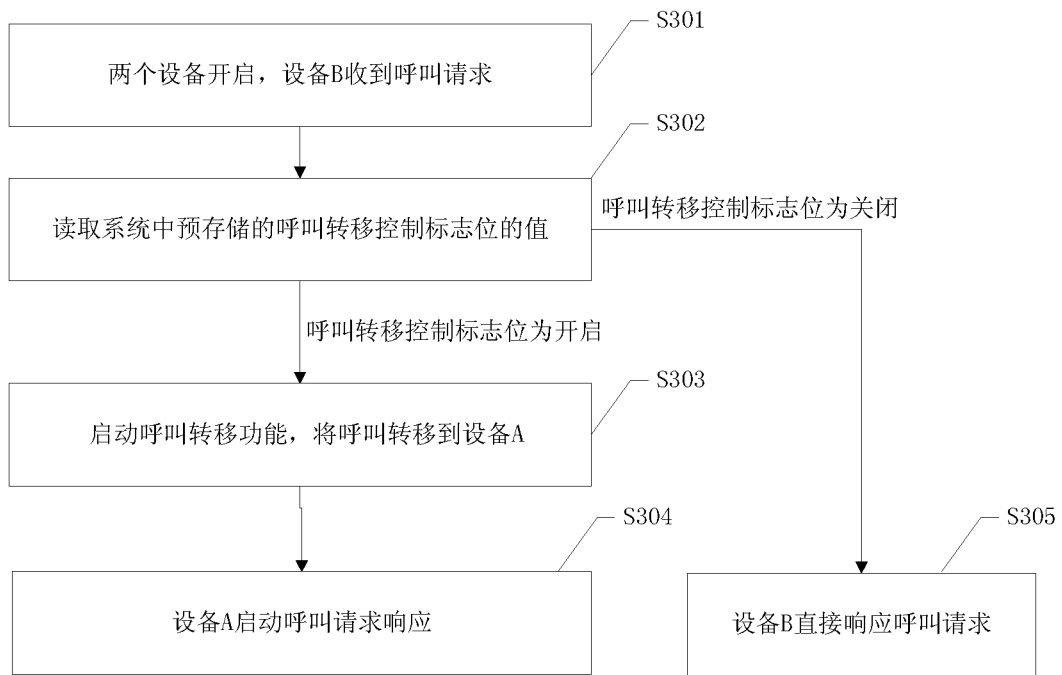 S301
两个设备开启，设备B收到呼叫请求
S302
读取系统中预存储的呼叫转移控制标志位的值
呼叫转移控制标志位为关闭
呼叫转移控制标志位为开启
S303
启动呼叫转移功能，将呼叫转移到设备A
S304
设备A启动呼叫请求响应
S305
设备B直接响应呼叫请求